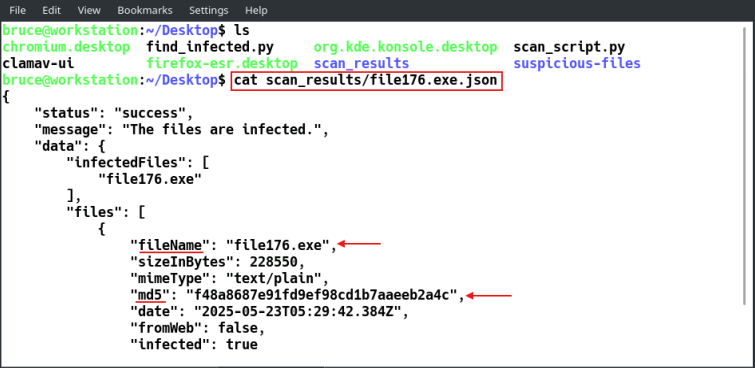 File Edit View Bookmarks Settings Help
bruce@workstation:~/Desktop$ ls
chromium.desktop find_infected.py org.kde.konsole.desktop scan_script.py
clamav-ui firefox-esr.desktop scan_results suspicious-files
bruce@workstation:~/Desktop$ cat scan_results/file176.exe.json
{
    "status": "success",
    "message": "The files are infected.",
    "data": {
        "infectedFiles": [
            "file176.exe"
        ],
        "files": [
            {
                "fileName": "file176.exe",
                "sizeInBytes": 228550,
                "mimeType": "text/plain",
                "md5": "f48a8687e91fd9ef98cd1b7aaeeb2a4c",
                "date": "2025-05-23T05:29:42.384Z",
                "fromWeb": false,
                "infected": true